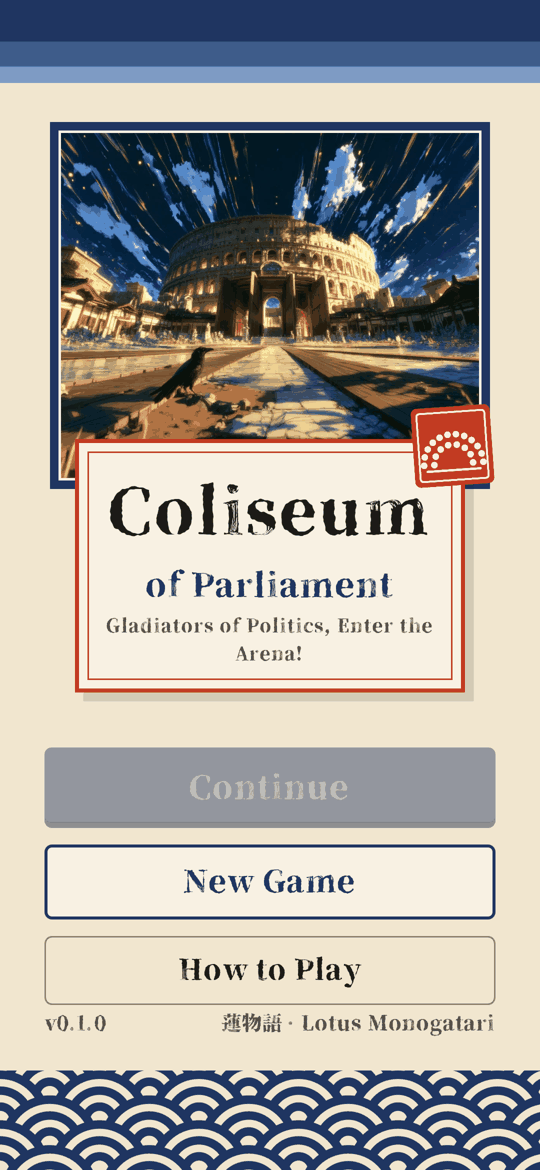 Coliseum
of Parliament
Gladiators of Politics, Enter the
Arena!
Continue
New Game
How to Play
v0.1.0
蓮物語 · Lotus Monogatari